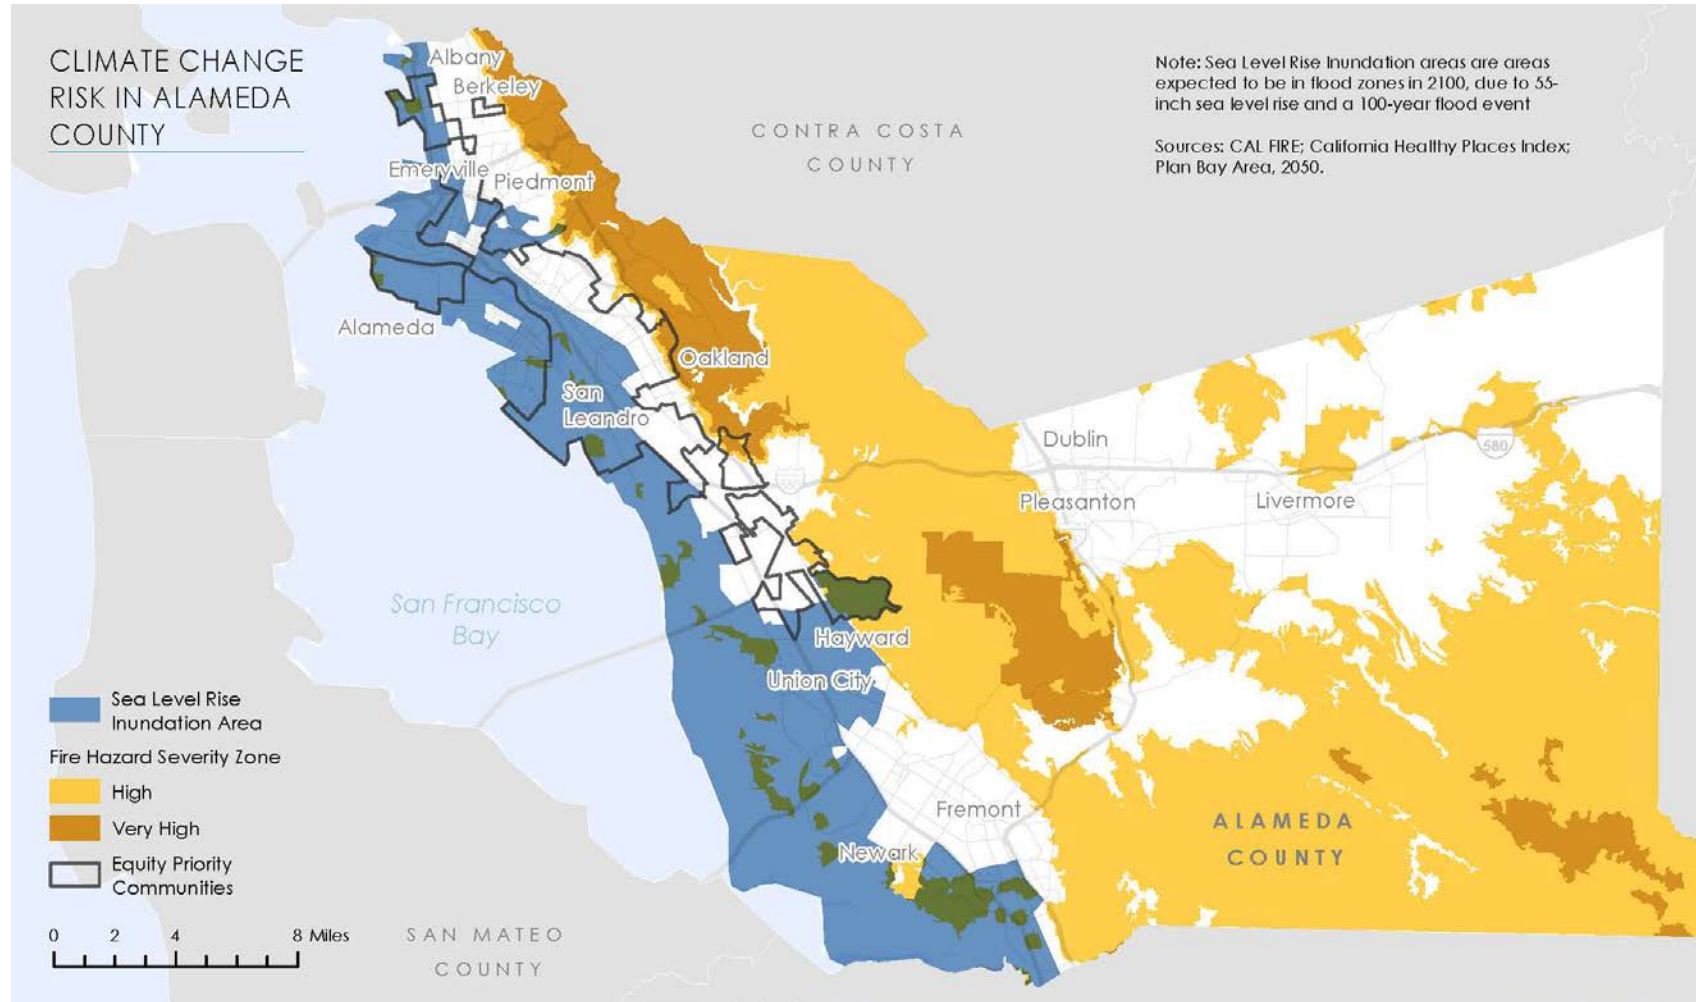 CLIMATE CHANGE
RISK IN ALAMEDA
COUNTY
Note: Sea Level Rise Inundation areas are areas
expected to be in flood zones in 2100, due to 55-
inch sea level rise and a 100-year flood event
Sources: CAL FIRE; California Healthy Places Index;
Plan Bay Area, 2050.
Albany
Berkeley
CONTRA COSTA
COUNTY
Emeryville
Piedmont
Alameda
Oakland
San
Leandro
Dublin
580
Pleasanton
Livermore
San Francisco
Bay
Hayward
Union City
Fremont
Newark
ALAMEDA
COUNTY
SAN MATEO
COUNTY
Sea Level Rise
Inundation Area
Fire Hazard Severity Zone
High
Very High
Equity Priority
Communities
0 2 4 8 Miles